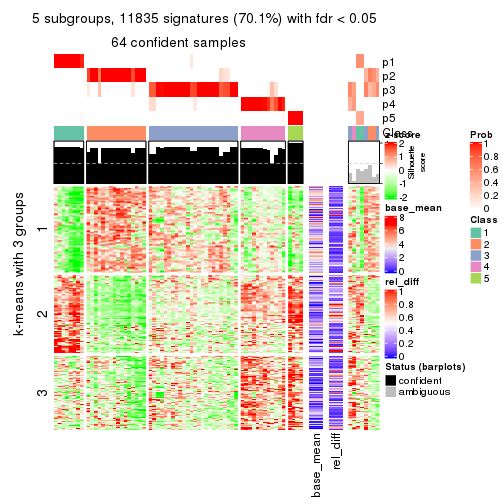 5 subgroups, 11835 signatures (70.1%) with fdr < 0.05
64 confident samples
p1
p2
p3
p4
p5
Class
Silhouette
score
1
2
3
k-means with 3 groups
base_mean
rel_diff
z-score
2
1
0
-1
-2
base_mean
8
6
4
2
0
rel_diff
1
0.8
0.6
0.4
0.2
0
Status (barplots)
confident
ambiguous
Prob
1
0.8
0.6
0.4
0.2
0
Class
1
2
3
4
5